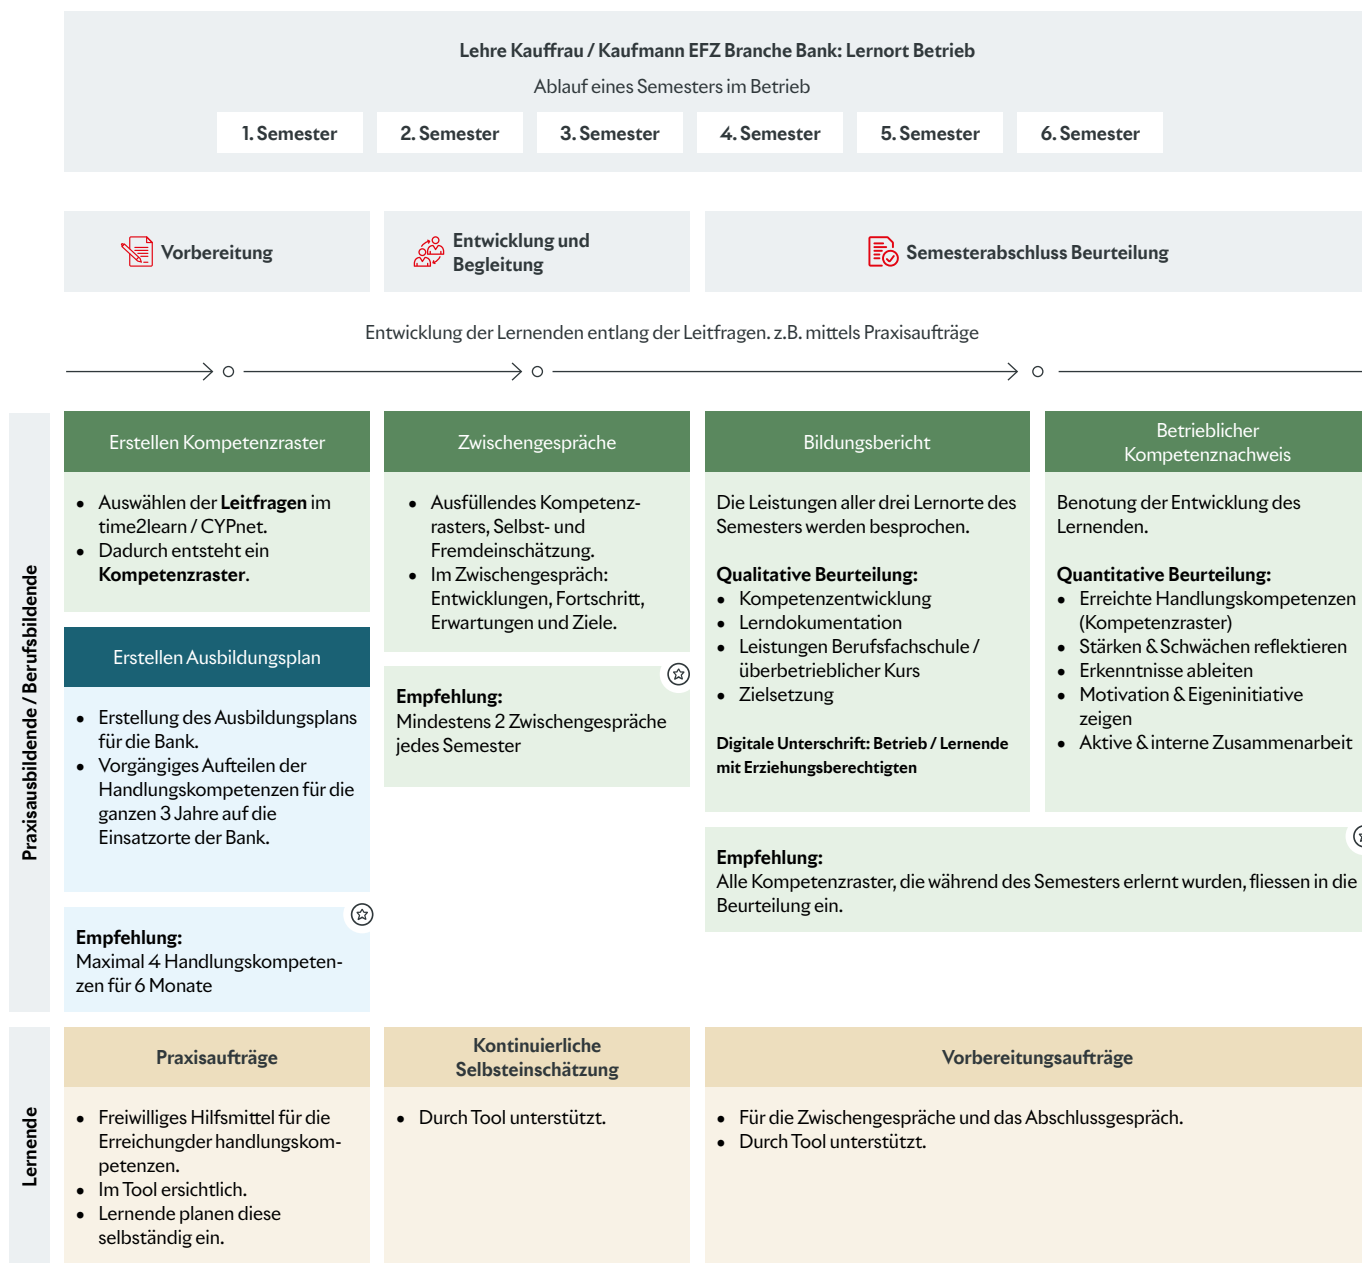 Lehre Kauffrau / Kaufmann EFZ Branche Bank: Lernort Betrieb
Ablauf eines Semesters im Betrieb
1. Semester
2. Semester
3. Semester
4. Semester
5. Semester
6. Semester
Vorbereitung
Entwicklung und
Begleitung
Semesterabschluss Beurteilung
Entwicklung der Lernenden entlang der Leitfragen. z.B. mittels Praxisaufträge
Praxisausbildende / Berufsbildende
Erstellen Kompetenzraster
• Auswählen der Leitfragen im
time2learn / CYPnet.
• Dadurch entsteht ein
Kompetenzraster.
Erstellen Ausbildungsplan
• Erstellung des Ausbildungsplans
für die Bank.
• Vorgängiges Aufteilen der
Handlungskompetenzen für die
ganzen 3 Jahre auf die
Einsatzorte der Bank.
Empfehlung:
Maximal 4 Handlungskompeten-
zen für 6 Monate
Zwischengespräche
• Ausfüllendes Kompetenz-
rasters, Selbst- und
Fremdeinschätzung.
• Im Zwischengespräch:
Entwicklungen, Fortschritt,
Erwartungen und Ziele.
Empfehlung:
Mindestens 2 Zwischengespräche
jedes Semester
Bildungsbericht
Die Leistungen aller drei Lernorte des
Semesters werden besprochen.
Qualitative Beurteilung:
• Kompetenzentwicklung
• Lerndokumentation
• Leistungen Berufsfachschule /
überbetrieblicher Kurs
• Zielsetzung
Digitale Unterschrift: Betrieb / Lernende
mit Erziehungsberechtigten
Betrieblicher
Kompetenznachweis
Benotung der Entwicklung des
Lernenden.
Quantitative Beurteilung:
• Erreichte Handlungskompetenzen
(Kompetenzraster)
• Stärken & Schwächen reflektieren
• Erkenntnisse ableiten
• Motivation & Eigeninitiative
zeigen
• Aktive & interne Zusammenarbeit
Empfehlung:
Alle Kompetenzraster, die während des Semesters erlernt wurden, fliessen in die
Beurteilung ein.
Lernende
Praxisaufträge
• Freiwilliges Hilfsmittel für die
Erreichungder handlungskom-
petenzen.
• Im Tool ersichtlich.
• Lernende planen diese
selbständig ein.
Kontinuierliche
Selbsteinschätzung
• Durch Tool unterstützt.
Vorbereitungsaufträge
• Für die Zwischengespräche und das Abschlussgespräch.
• Durch Tool unterstützt.